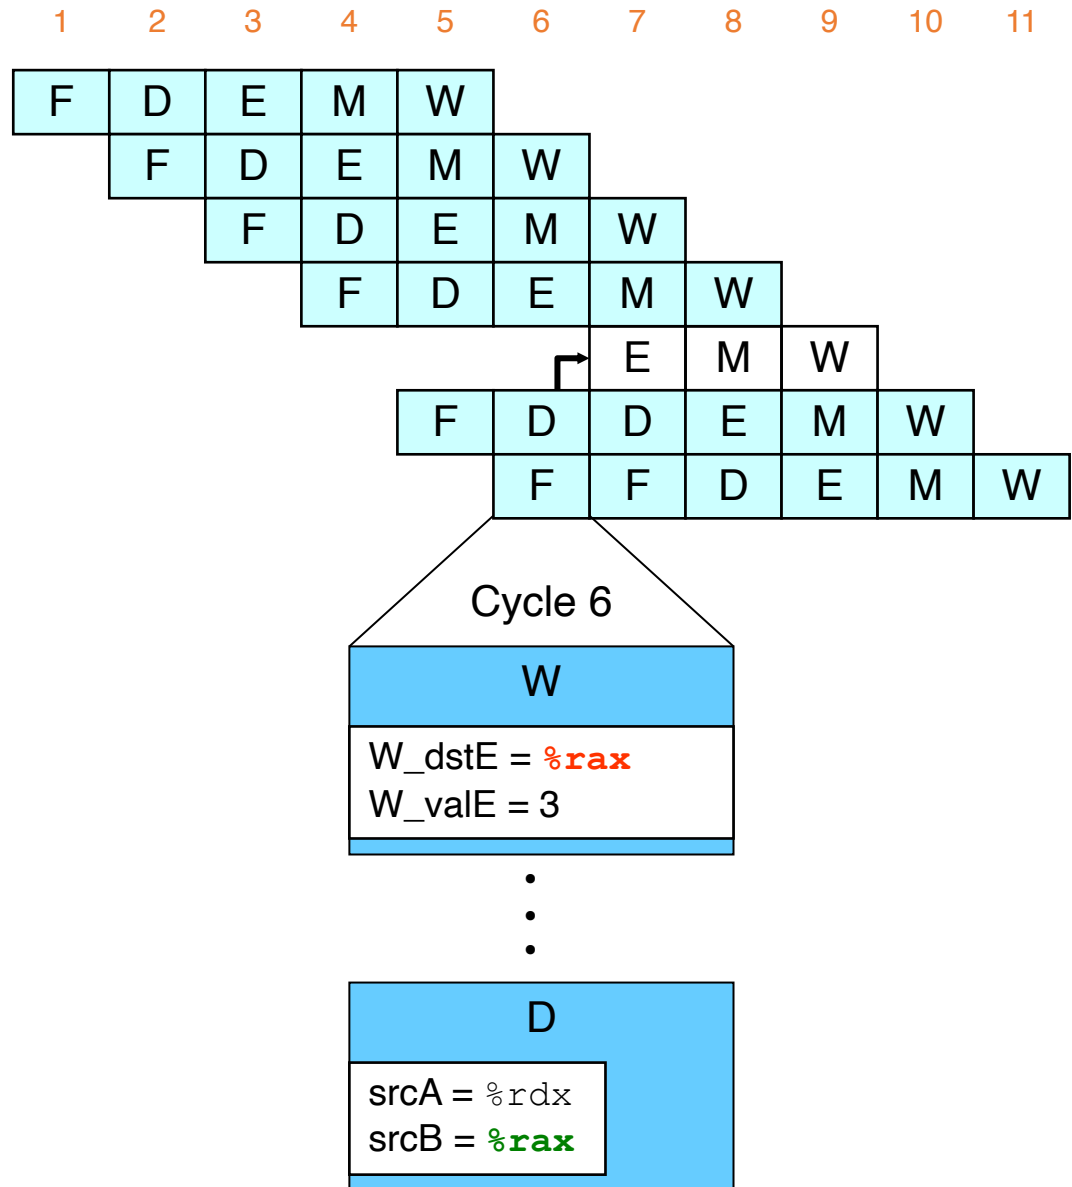 1 2 3 4 5 6 7 8 9 10 11
F D E M W
F D E M W
F D E M W
F D E M W
E M W
F D D E M W
F F D E M W
Cycle 6
W
W_dstE = %rax
W_valE = 3
D
srcA = %rdx
srcB = %rax